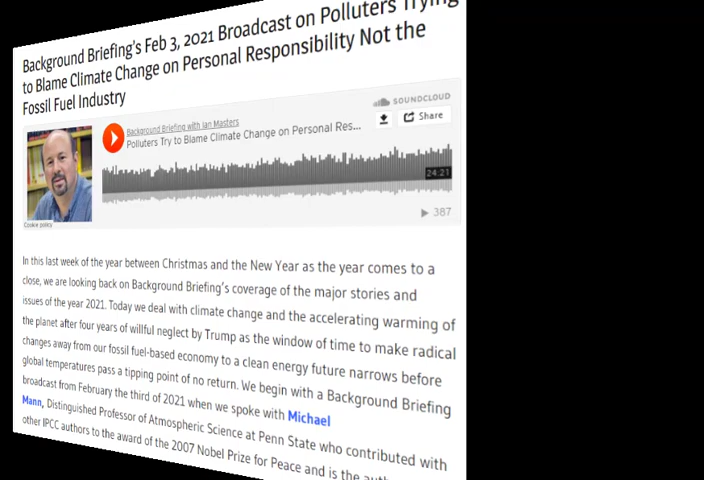 Background Briefing's Feb 3, 2021 Broadcast on Polluters Trying
to Blame Climate Change on Personal Responsibility Not the
Fossil Fuel Industry
SOUNDCLOUD
Background Briefing with Ian Masters
Share
Polluters Try to Blame Climate Change on Personal Res...
24:21
387
Cookie policy
In this last week of the year between Christmas and the New Year as the year comes to a
close, we are looking back on Background Briefing's coverage of the major stories and
issues of the year 2021. Today we deal with climate change and the accelerating warming of
the planet after four years of willful neglect by Trump as the window of time to make radical
changes away from our fossil fuel-based economy to a clean energy future narrows before
global temperatures pass a tipping point of no return. We begin with a Background Briefing
broadcast from February the third of 2021 when we spoke with Michael
Mann, Distinguished Professor of Atmospheric Science at Penn State who contributed with
other IPCC authors to the award of the 2007 Nobel Prize for Peace and is the